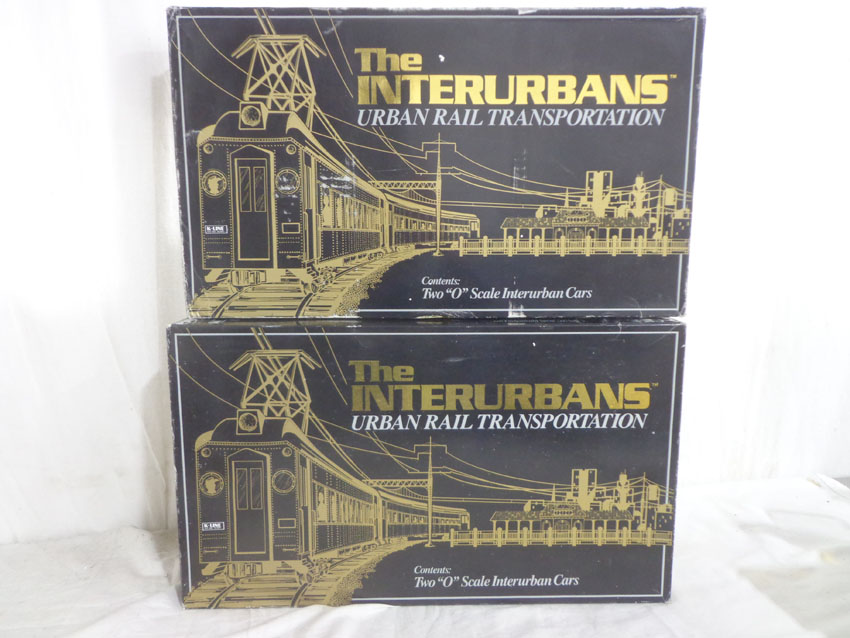 The
INTERURBANS™
URBAN RAIL TRANSPORTATION
K-LINE
Contents:
Two "O" Scale Interurban Cars
The
INTERURBANS™
URBAN RAIL TRANSPORTATION
K-LINE
Contents:
Two "O" Scale Interurban Cars